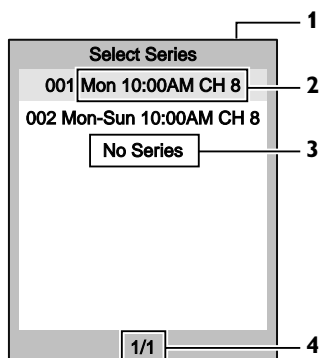 1
Select Series
001 Mon 10:00AM CH 8
2
002 Mon-Sun 10:00AM CH 8
No Series
3
1/1
4